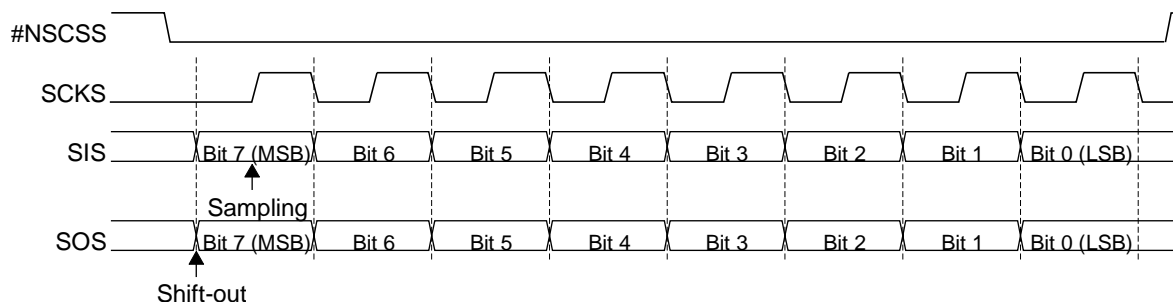 #NSCSS
SCKS
SIS Bit 7 (MSB) Bit 6 Bit 5 Bit 4 Bit 3 Bit 2 Bit 1 Bit 0 (LSB)
Sampling
SOS Bit 7 (MSB) Bit 6 Bit 5 Bit 4 Bit 3 Bit 2 Bit 1 Bit 0 (LSB)
Shift-out